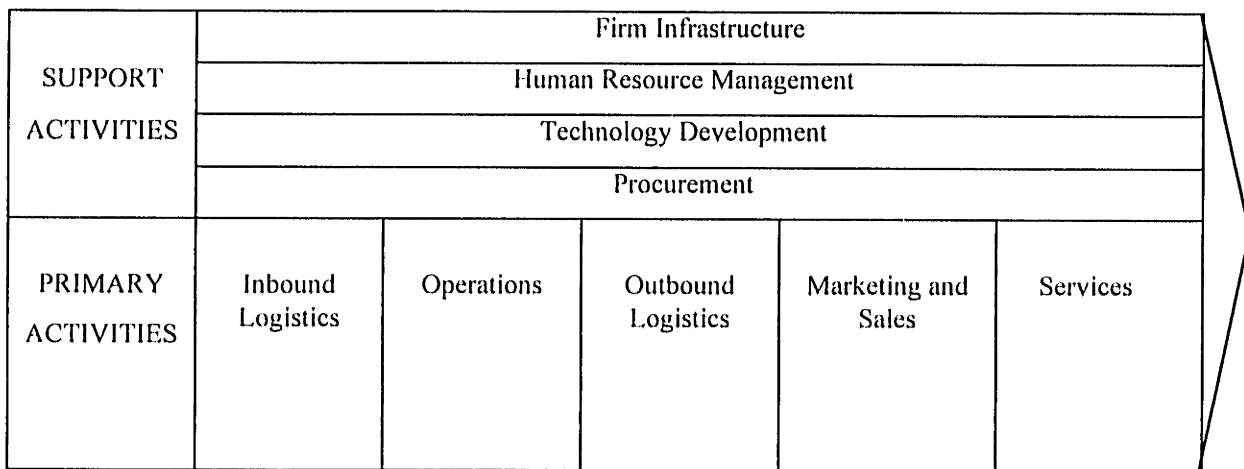 Firm Infrastructure
SUPPORT
ACTIVITIES
Human Resource Management
Technology Development
Procurement
PRIMARY
ACTIVITIES
Inbound
Logistics
Operations
Outbound
Logistics
Marketing and
Sales
Services